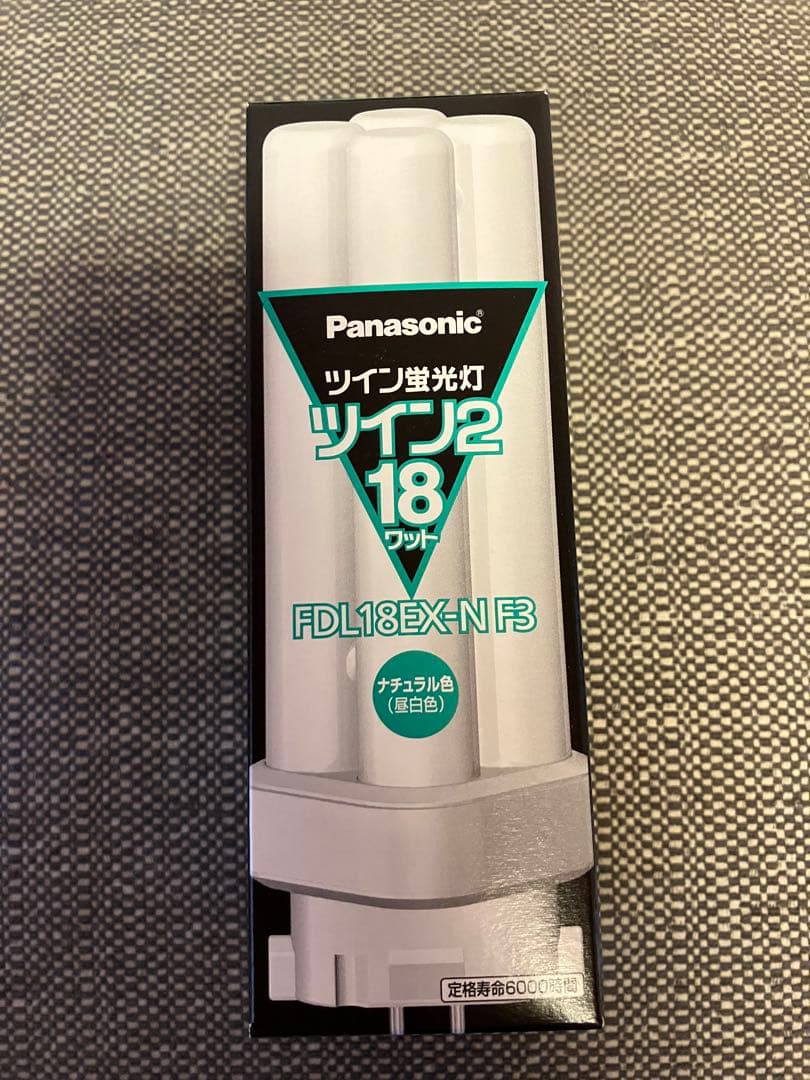 Panasonic®
ツイン蛍光灯
ツイン2
18
ワット
FDL18EX-N F3
ナチュラル色
(昼白色)
定格寿命6000時間